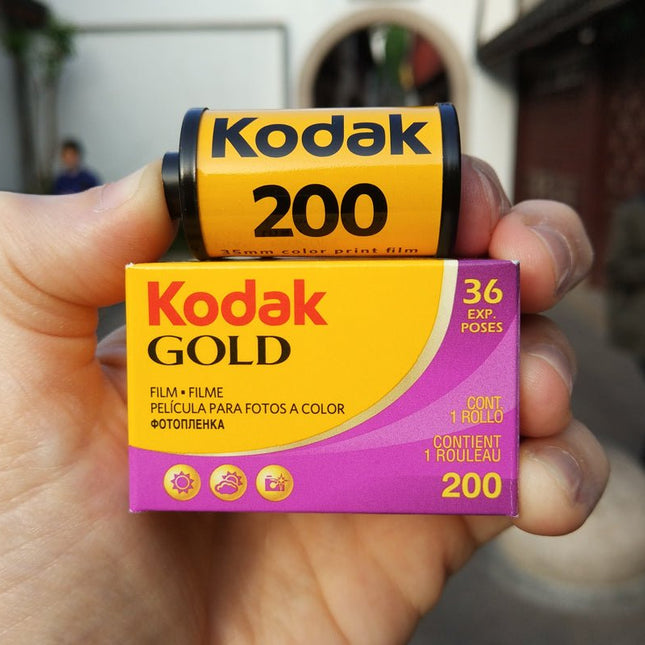 Kodak
200
35mm color print film
Kodak
GOLD
FILM ▪ FILME
PELÍCULA PARA FOTOS A COLOR
ФОТОПЛЕНКА
36
EXP.
POSES
CONT.
1 ROLLO
CONTIENT
1 ROULEAU
200